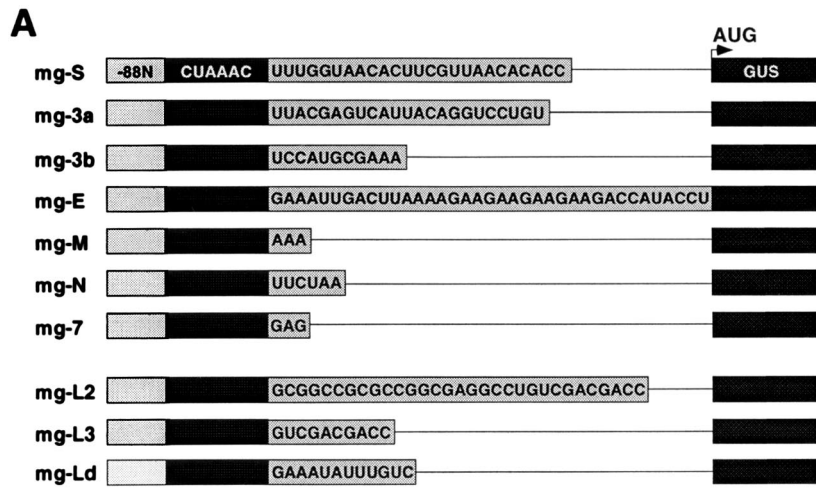 A
AUG
mg-S -88N CUAAAC UUUGGUAACACUUCGUUAACACACC GUS
mg-3a UUACGAGUCAUUACAGGUCCUGU
mg-3b UCCAUGCGAAA
mg-E GAAAUUGACUUAAAAGAAGAAGAAGAAGACCAUACCU
mg-M AAA
mg-N UUCUAA
mg-7 GAG
mg-L2 GCGGCCGCGCCGGCGAGGCCUGUCGACGACC
mg-L3 GUCGACGACC
mg-Ld GAAAUAUUUGUC